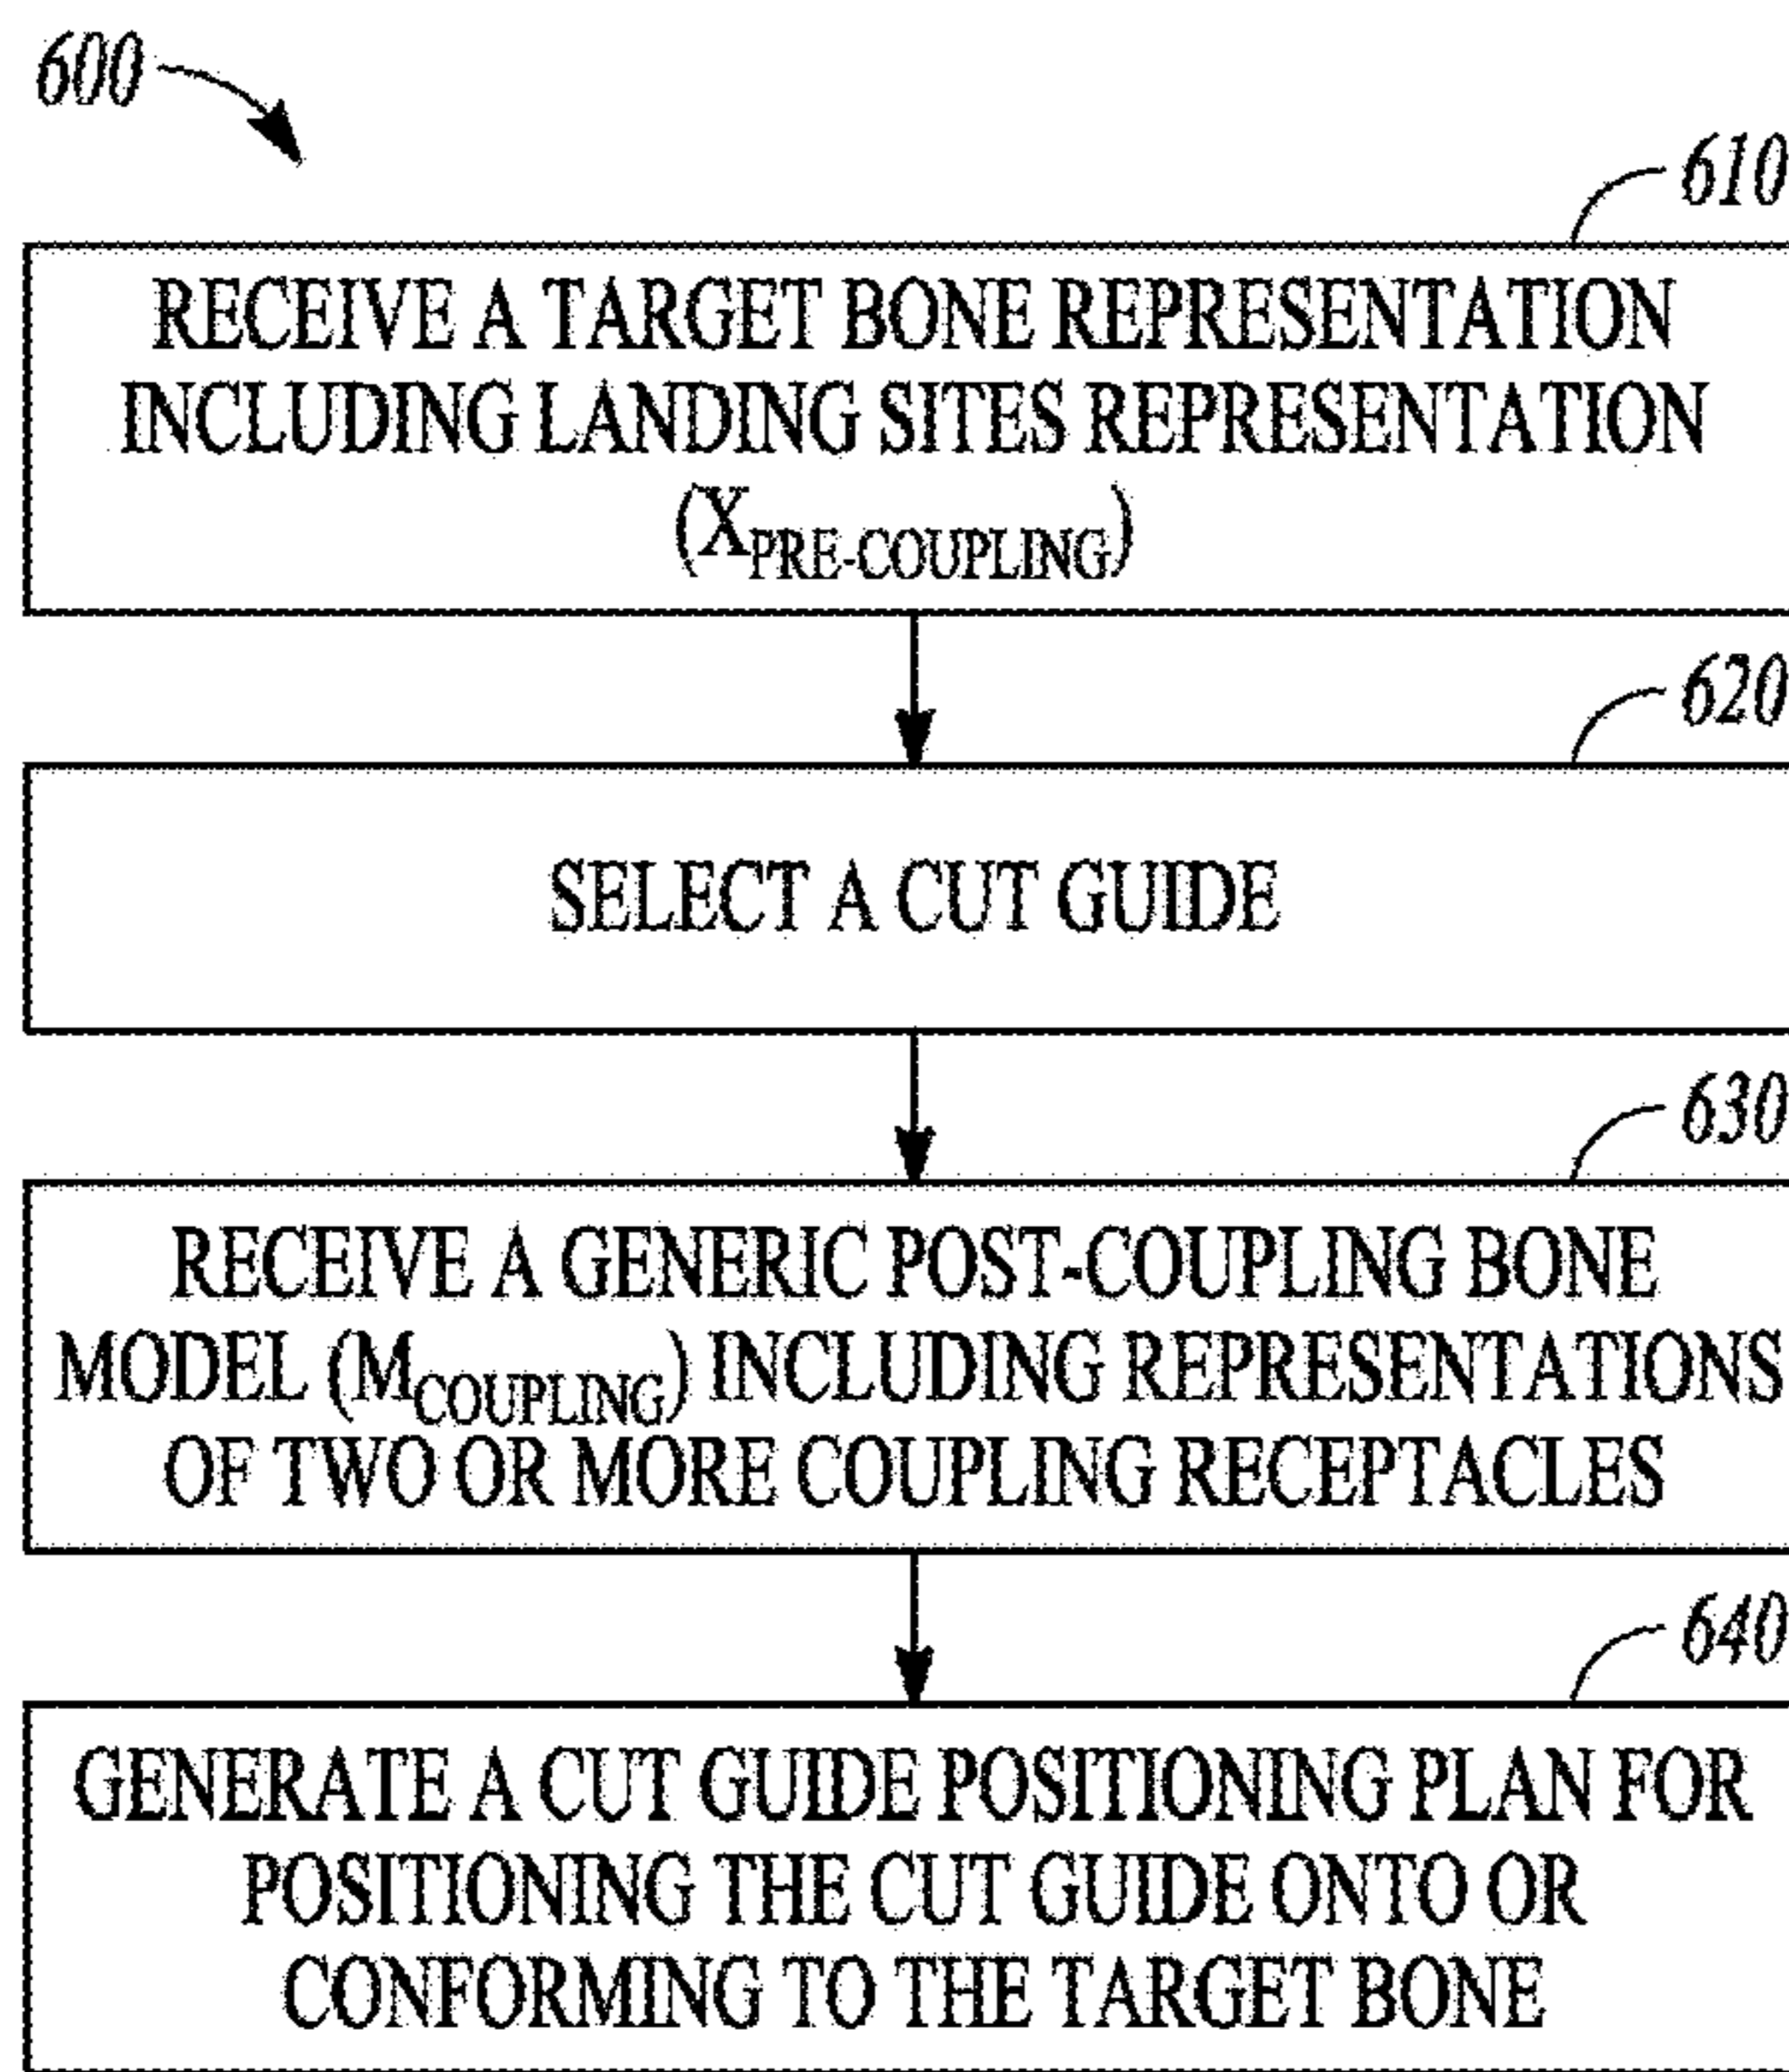 600
610
RECEIVE A TARGET BONE REPRESENTATION
INCLUDING LANDING SITES REPRESENTATION
(XPRE-COUPLING)
620
SELECT A CUT GUIDE
630
RECEIVE A GENERIC POST-COUPLING BONE
MODEL (MCOUPLING) INCLUDING REPRESENTATIONS
OF TWO OR MORE COUPLING RECEPTACLES
640
GENERATE A CUT GUIDE POSITIONING PLAN FOR
POSITIONING THE CUT GUIDE ONTO OR
CONFORMING TO THE TARGET BONE